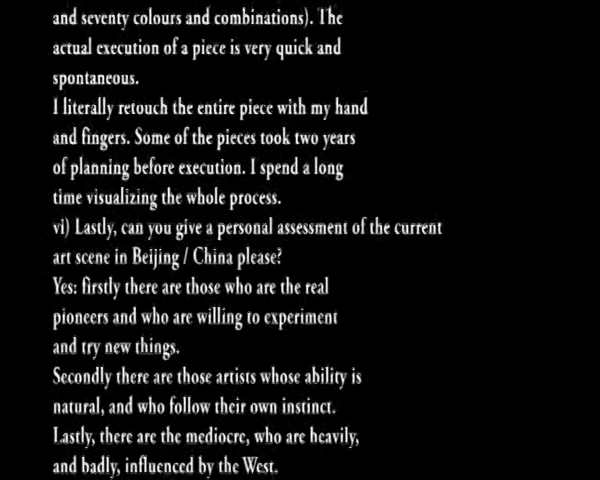 and seventy colours and combinations). The
actual execution of a piece is very quick and
spontaneous.
I literally retouch the entire piece with my hand
and fingers. Some of the pieces took two years
of planning before execution. I spend a long
time visualizing the whole process.
vi) Lastly, can you give a personal assessment of the current
art scene in Beijing / China please?
Yes: firstly there are those who are the real
pioneers and who are willing to experiment
and try new things.
Secondly there are those artists whose ability is
natural, and who follow their own instinct.
Lastly, there are the mediocre, who are heavily,
and badly, influenced by the West.